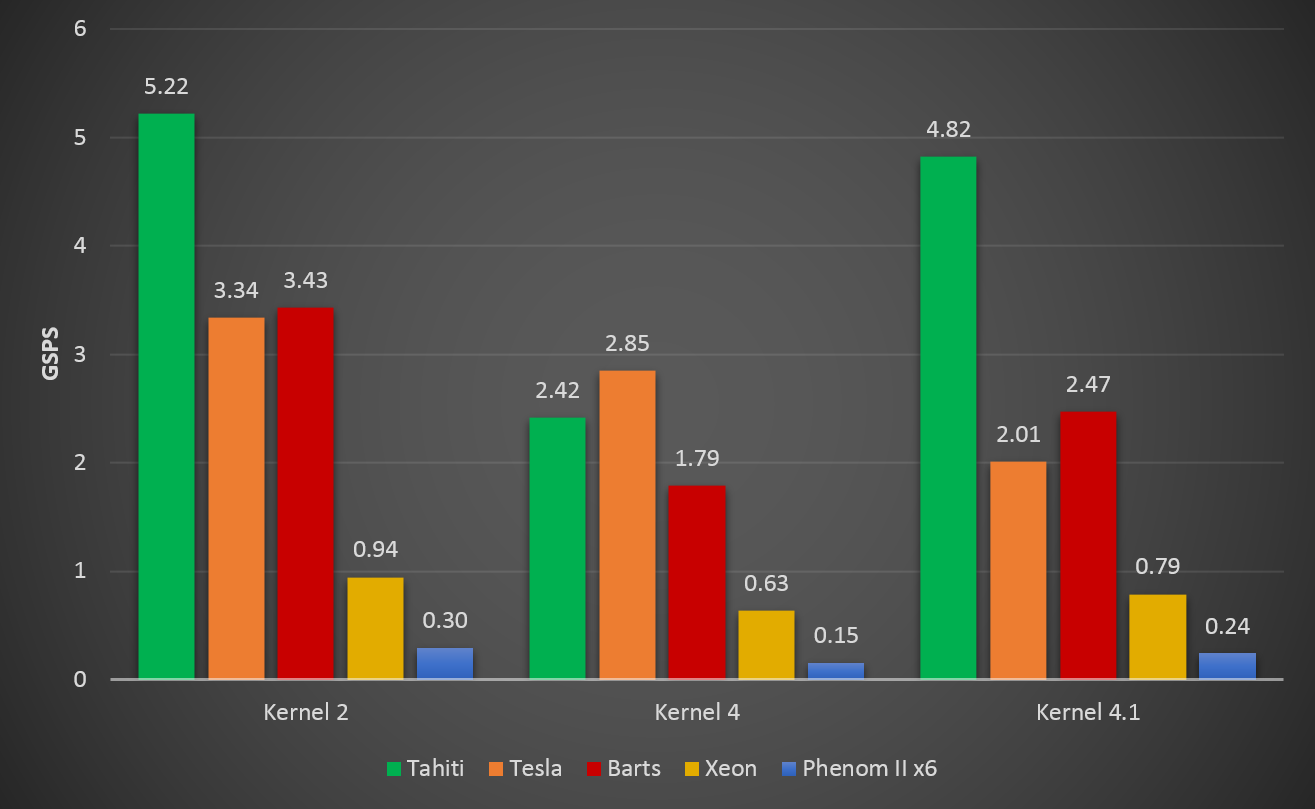 6
5.22
5
4.82
4
3.34
3.43
GSPS
3
2.85
2.42
2.47
2
2.01
1.79
1
0.94
0.63
0.79
0.30
0.15
0.24
0
Kernel 2
Kernel 4
Kernel 4.1
Tahiti
Tesla
Barts
Xeon
Phenom II x6